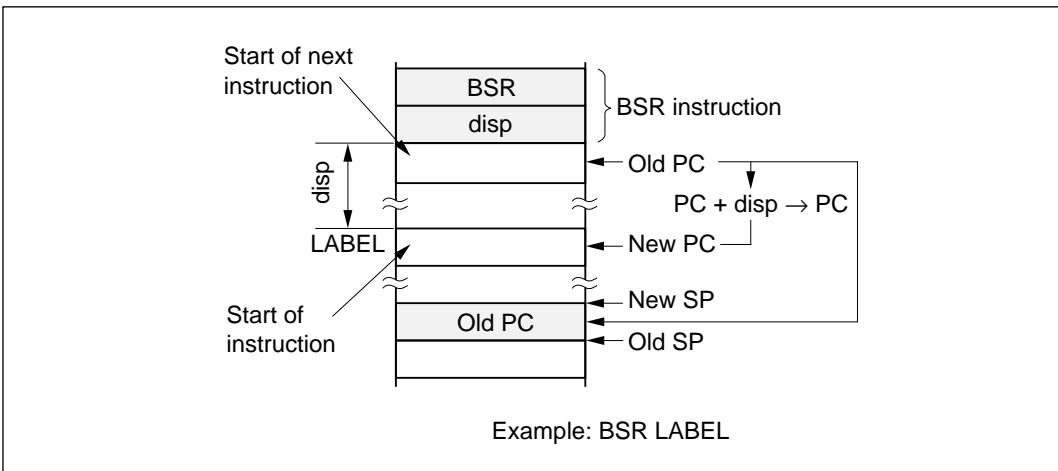 Start of next
instruction
BSR
disp
BSR instruction
disp
Old PC
PC + disp → PC
LABEL
New PC
New SP
Start of
instruction
Old PC
Old SP
Example: BSR LABEL